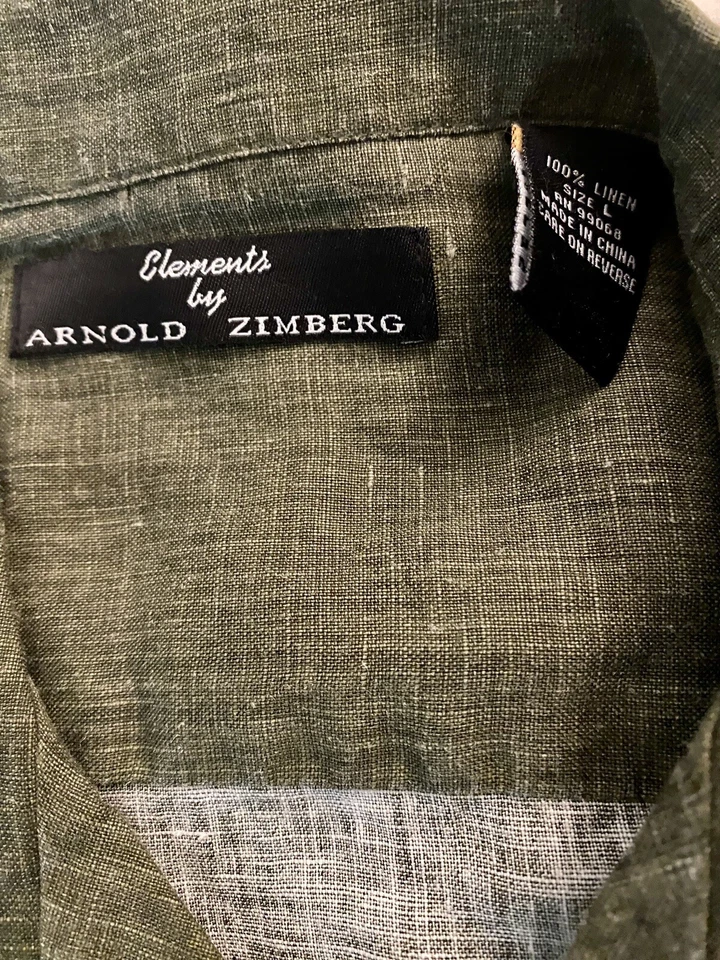 Elements
by
ARNOLD ZIMBERG
100% LINEN
SIZE L
RN 99068
MADE IN CHINA
CARE ON REVERSE